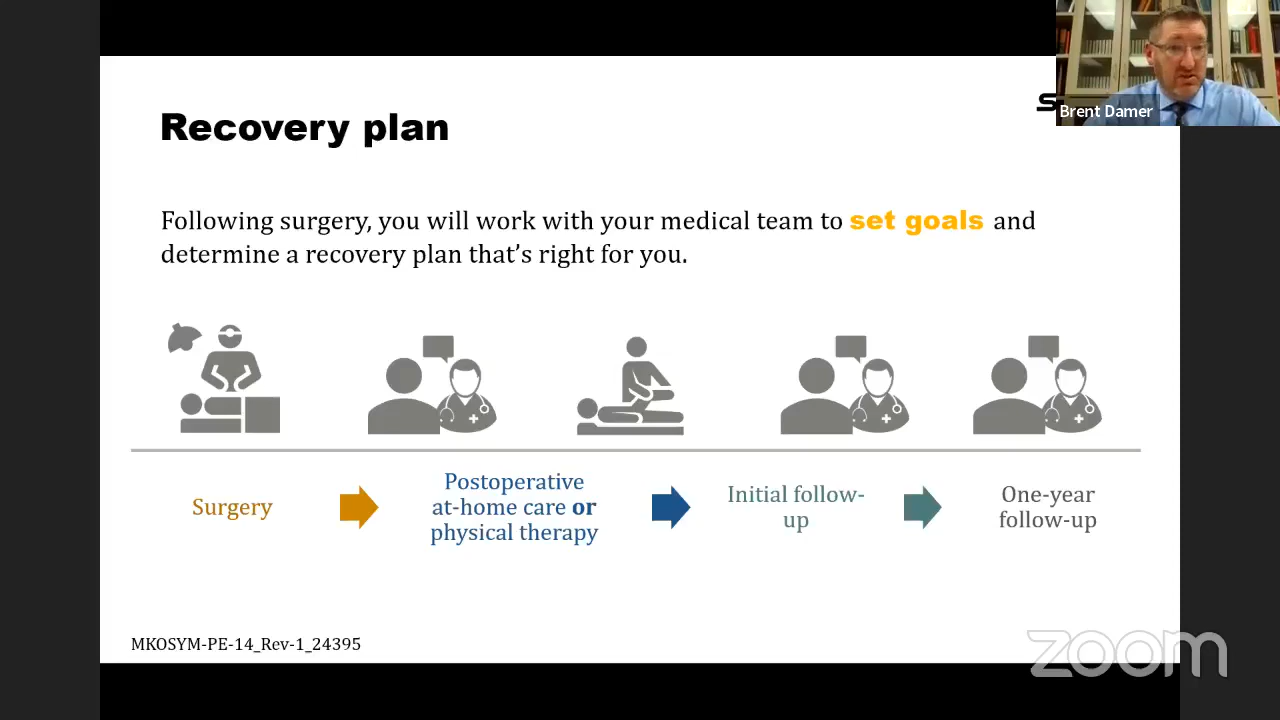 Recovery plan
S
Brent Damer
Following surgery, you will work with your medical team to set goals and
determine a recovery plan that’s right for you.
Surgery
Postoperative
at-home care or
physical therapy
Initial follow-
up
One-year
follow-up
MKOSYM-PE-14_Rev-1_24395
zoom